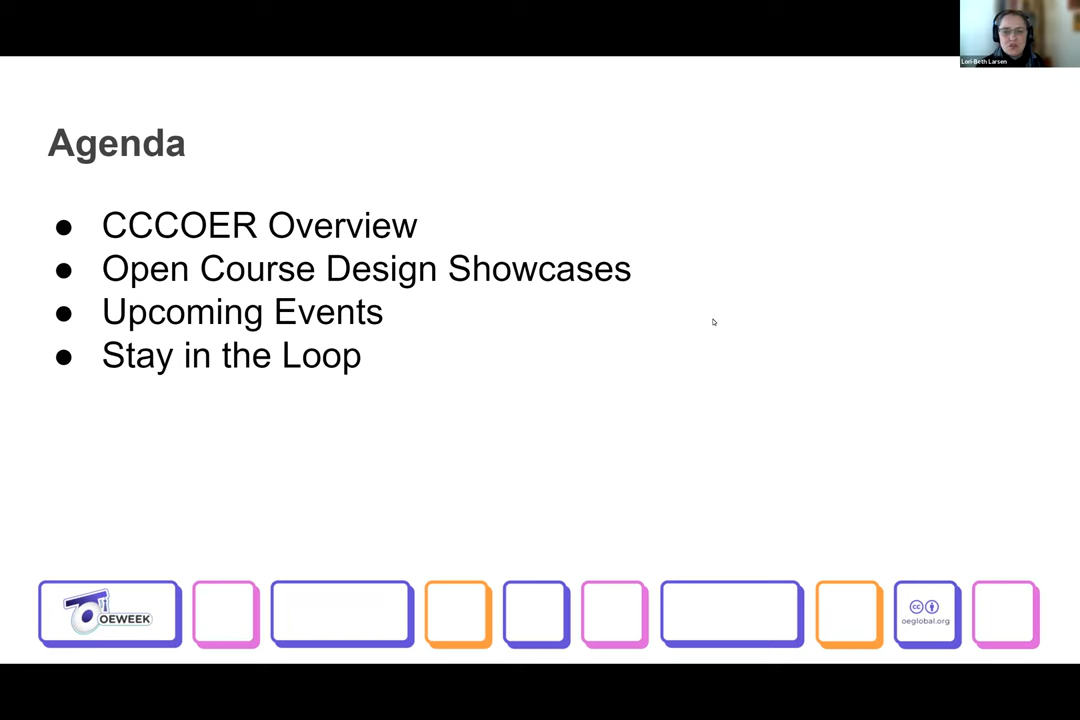 Lori-Beth Larsen
Agenda
● CCCOER Overview
● Open Course Design Showcases
● Upcoming Events
● Stay in the Loop
OEWEEK
cc
oeglobal.org